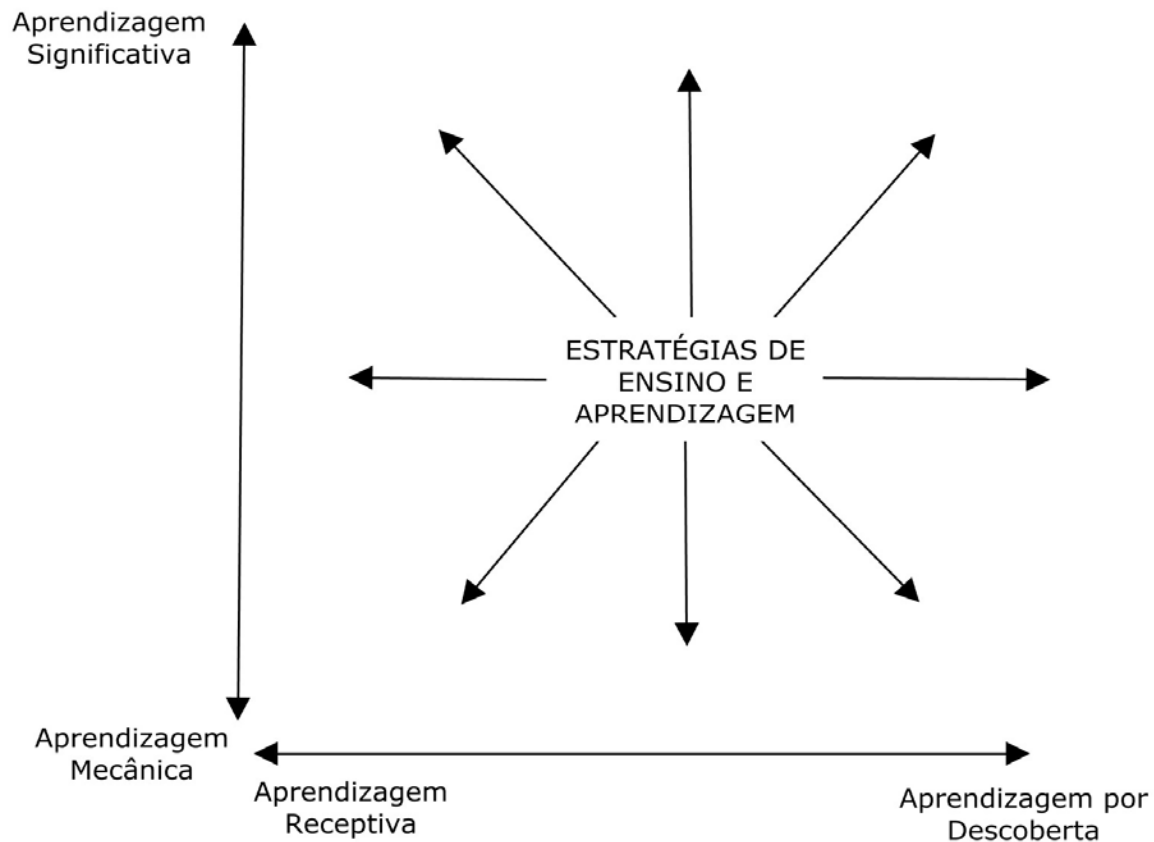 Aprendizagem
Significativa
ESTRATÉGIAS DE
ENSINO E
APRENDIZAGEM
Aprendizagem
Mecânica
Aprendizagem
Receptiva
Aprendizagem por
Descoberta